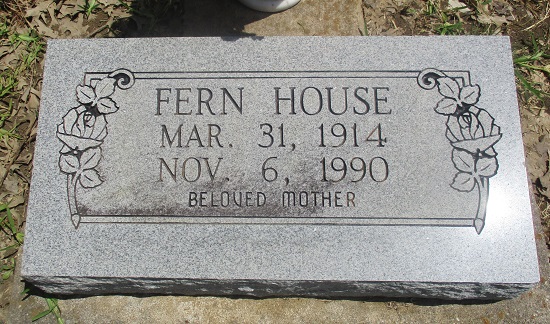 FERN HOUSE
MAR. 31, 1914
NOV. 6, 1990
BELOVED MOTHER